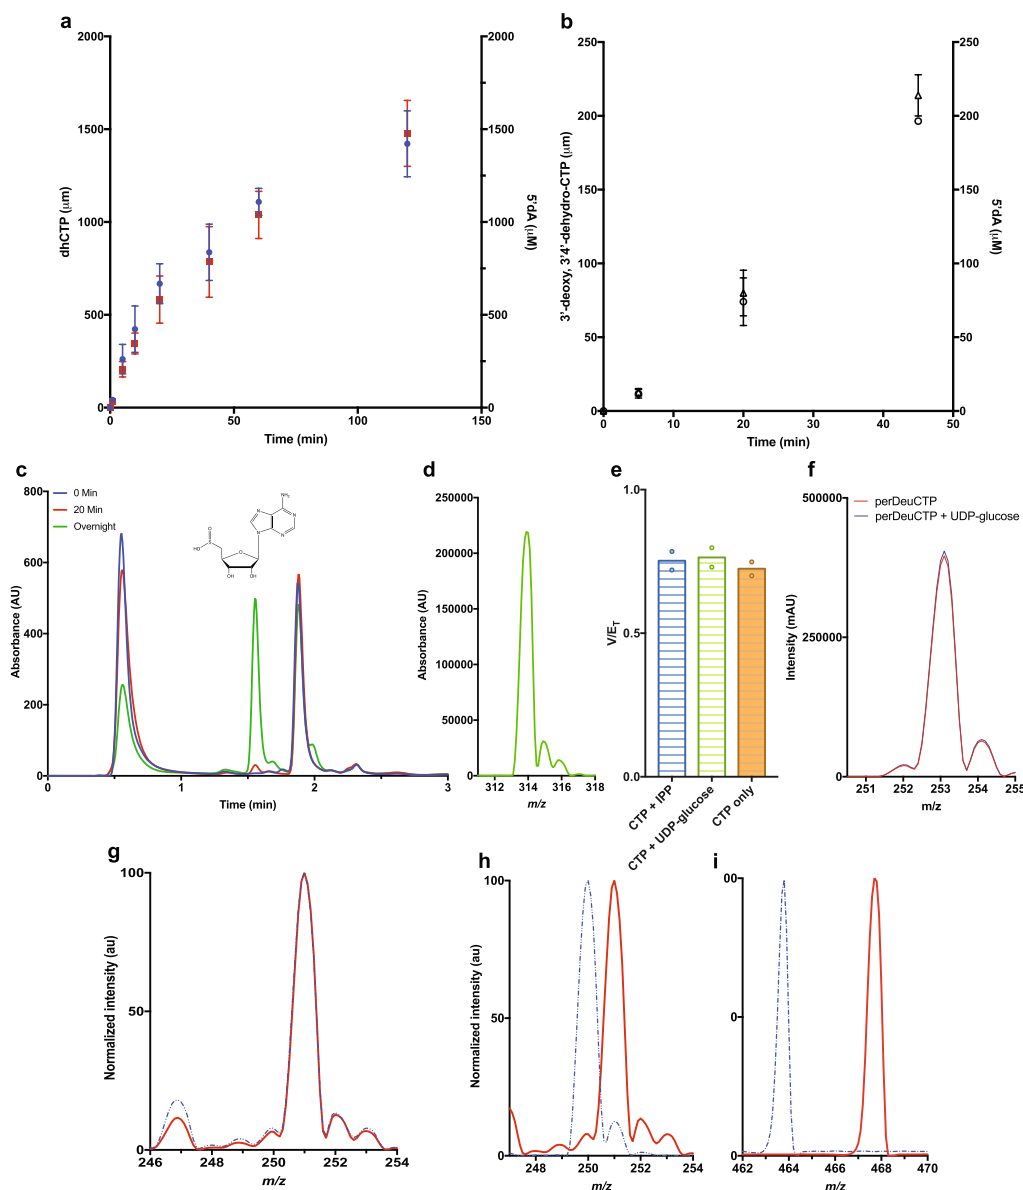 a
2000
1500
1000
500
0
dhCTP (μm)
2000
1500
1000
500
0
5'dA (μM)
0
50
100
150
Time (min)
b
250
200
150
100
50
0
3'-deoxy, 3'4'-dehydro-CTP (μm)
250
200
150
100
50
0
5'dA (μM)
0
10
20
30
40
50
Time (min)
c
0 Min
20 Min
Overnight
800
600
400
200
0
Absorbance (AU)
0
1
2
3
Time (min)
NH₂
N
N
N
N
O
O
HO
S
OH
OH
d
250000
200000
150000
100000
50000
0
Absorbance (AU)
312
314
316
318
m/z
e
1.0
0.5
0.0
V/E_T
CTP + IPP
CTP + UDP-glucose
CTP only
f
perDeuCTP
perDeuCTP + UDP-glucose
500000
250000
0
Intensity (mAU)
251
252
253
254
255
m/z
g
100
50
0
Normalized intensity (au)
246
248
250
252
254
m/z
h
100
50
0
Normalized intensity (au)
248
250
252
254
m/z
i
00
0
0
462
464
466
468
470
m/z